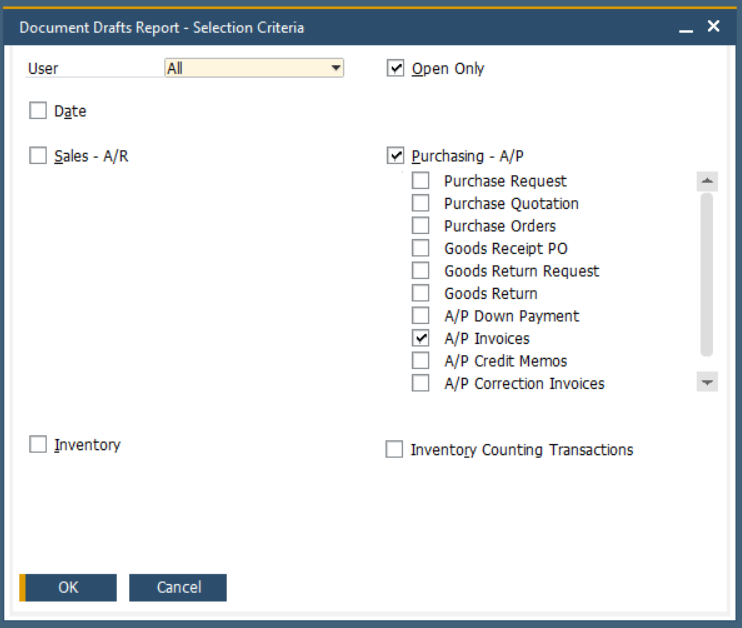 Document Drafts Report - Selection Criteria
User All Open Only
Date
Sales - A/R Purchasing - A/P
Purchase Request
Purchase Quotation
Purchase Orders
Goods Receipt PO
Goods Return Request
Goods Return
A/P Down Payment
A/P Invoices
A/P Credit Memos
A/P Correction Invoices
Inventory Inventory Counting Transactions
OK Cancel